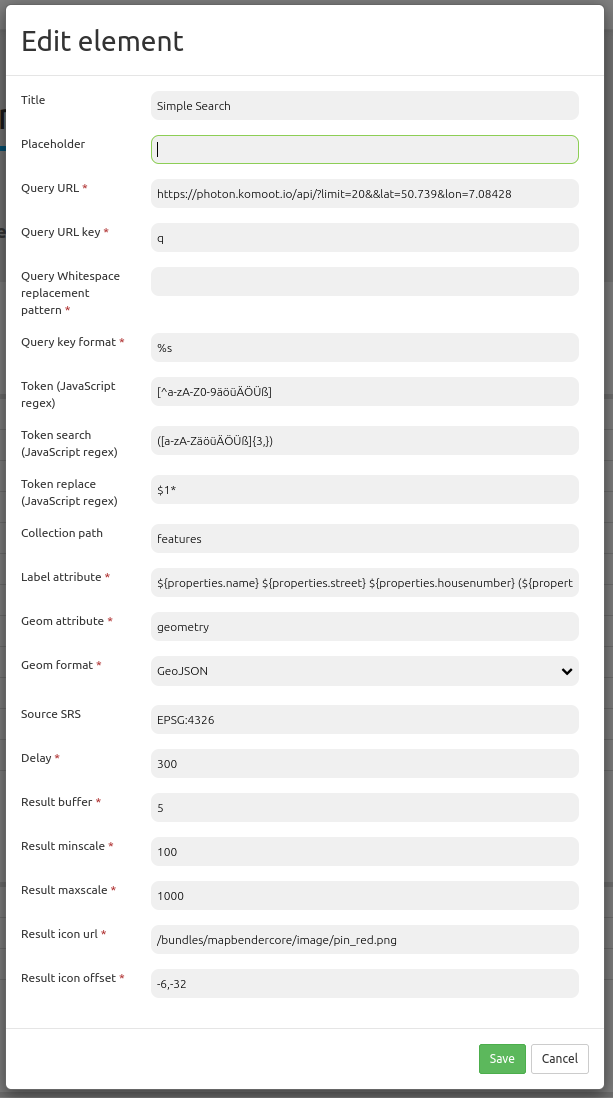 Edit element
Title
Simple Search
Placeholder
Query URL *
https://photon.komoot.io/api/?limit=20&&lat=50.739&lon=7.08428
Query URL key *
q
Query Whitespace
replacement
pattern *
Query key format *
%s
Token (JavaScript
regex)
[^a-zA-Z0-9äöüÄÖÜß]
Token search
(JavaScript regex)
([a-zA-ZäöüÄÖÜß]{3,})
Token replace
(JavaScript regex)
$1*
Collection path
features
Label attribute *
${properties.name} ${properties.street} ${properties.housenumber} (${propert
Geom attribute *
geometry
Geom format *
GeoJSON
Source SRS
EPSG:4326
Delay *
300
Result buffer *
5
Result minscale *
100
Result maxscale *
1000
Result icon url *
/bundles/mapbendercore/image/pin_red.png
Result icon offset *
-6,-32
Save
Cancel